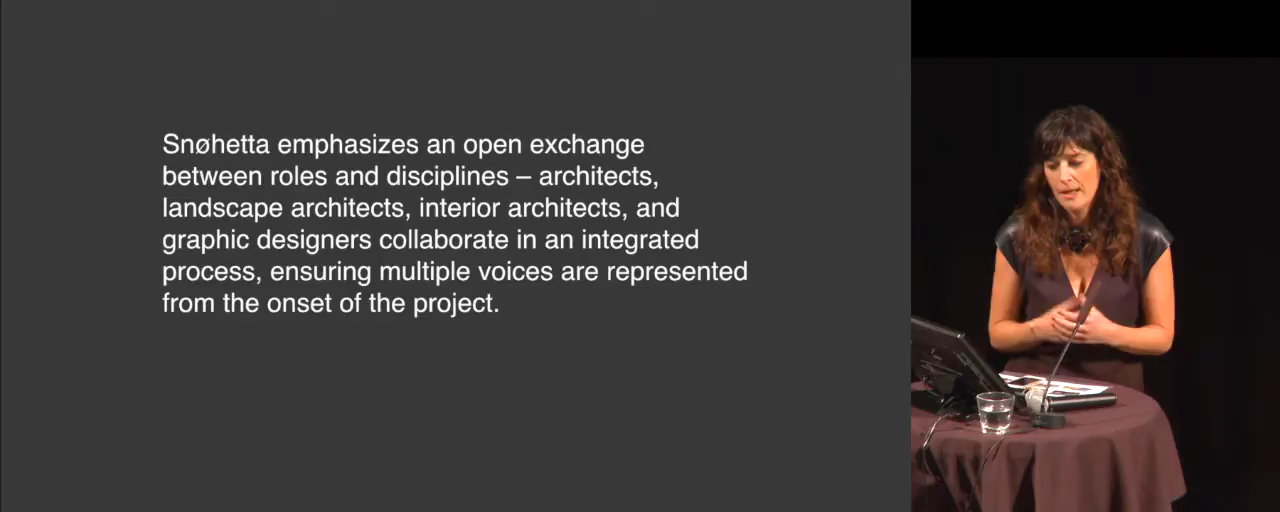 Snøhetta emphasizes an open exchange
between roles and disciplines – architects,
landscape architects, interior architects, and
graphic designers collaborate in an integrated
process, ensuring multiple voices are represented
from the onset of the project.